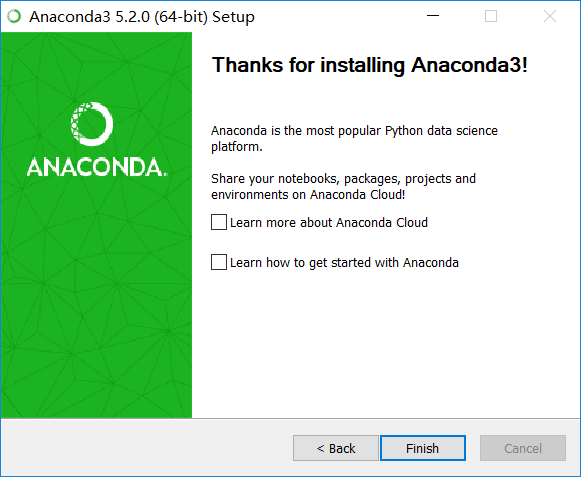 Anaconda3 5.2.0 (64-bit) Setup
ANACONDA.
Thanks for installing Anaconda3!
Anaconda is the most popular Python data science
platform.
Share your notebooks, packages, projects and
environments on Anaconda Cloud!
Learn more about Anaconda Cloud
Learn how to get started with Anaconda
< Back
Finish
Cancel